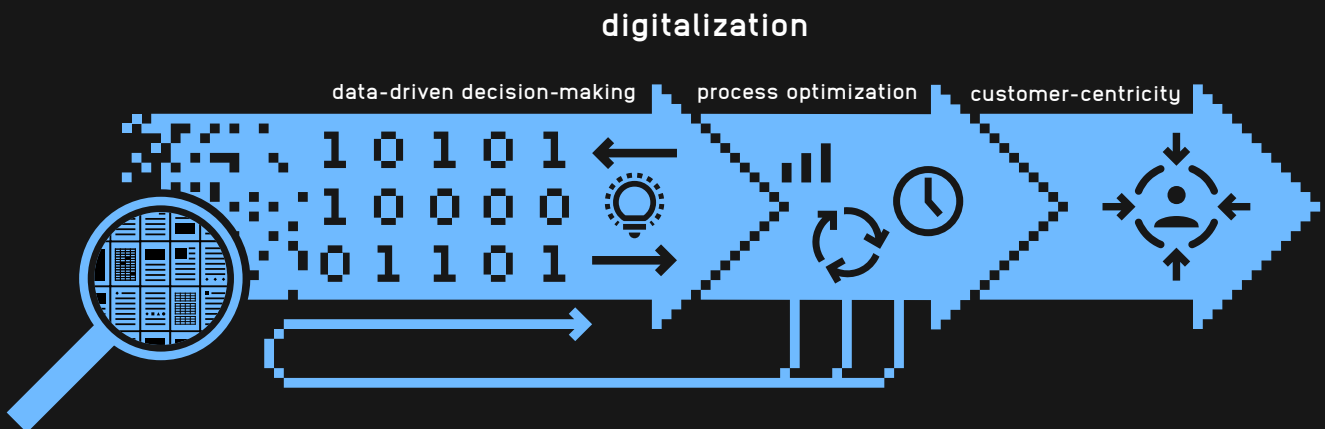 digitalization
data-driven decision-making
process optimization
customer-centricity
1 0 1 0 1
1 0 0 0 0
0 1 1 0 1